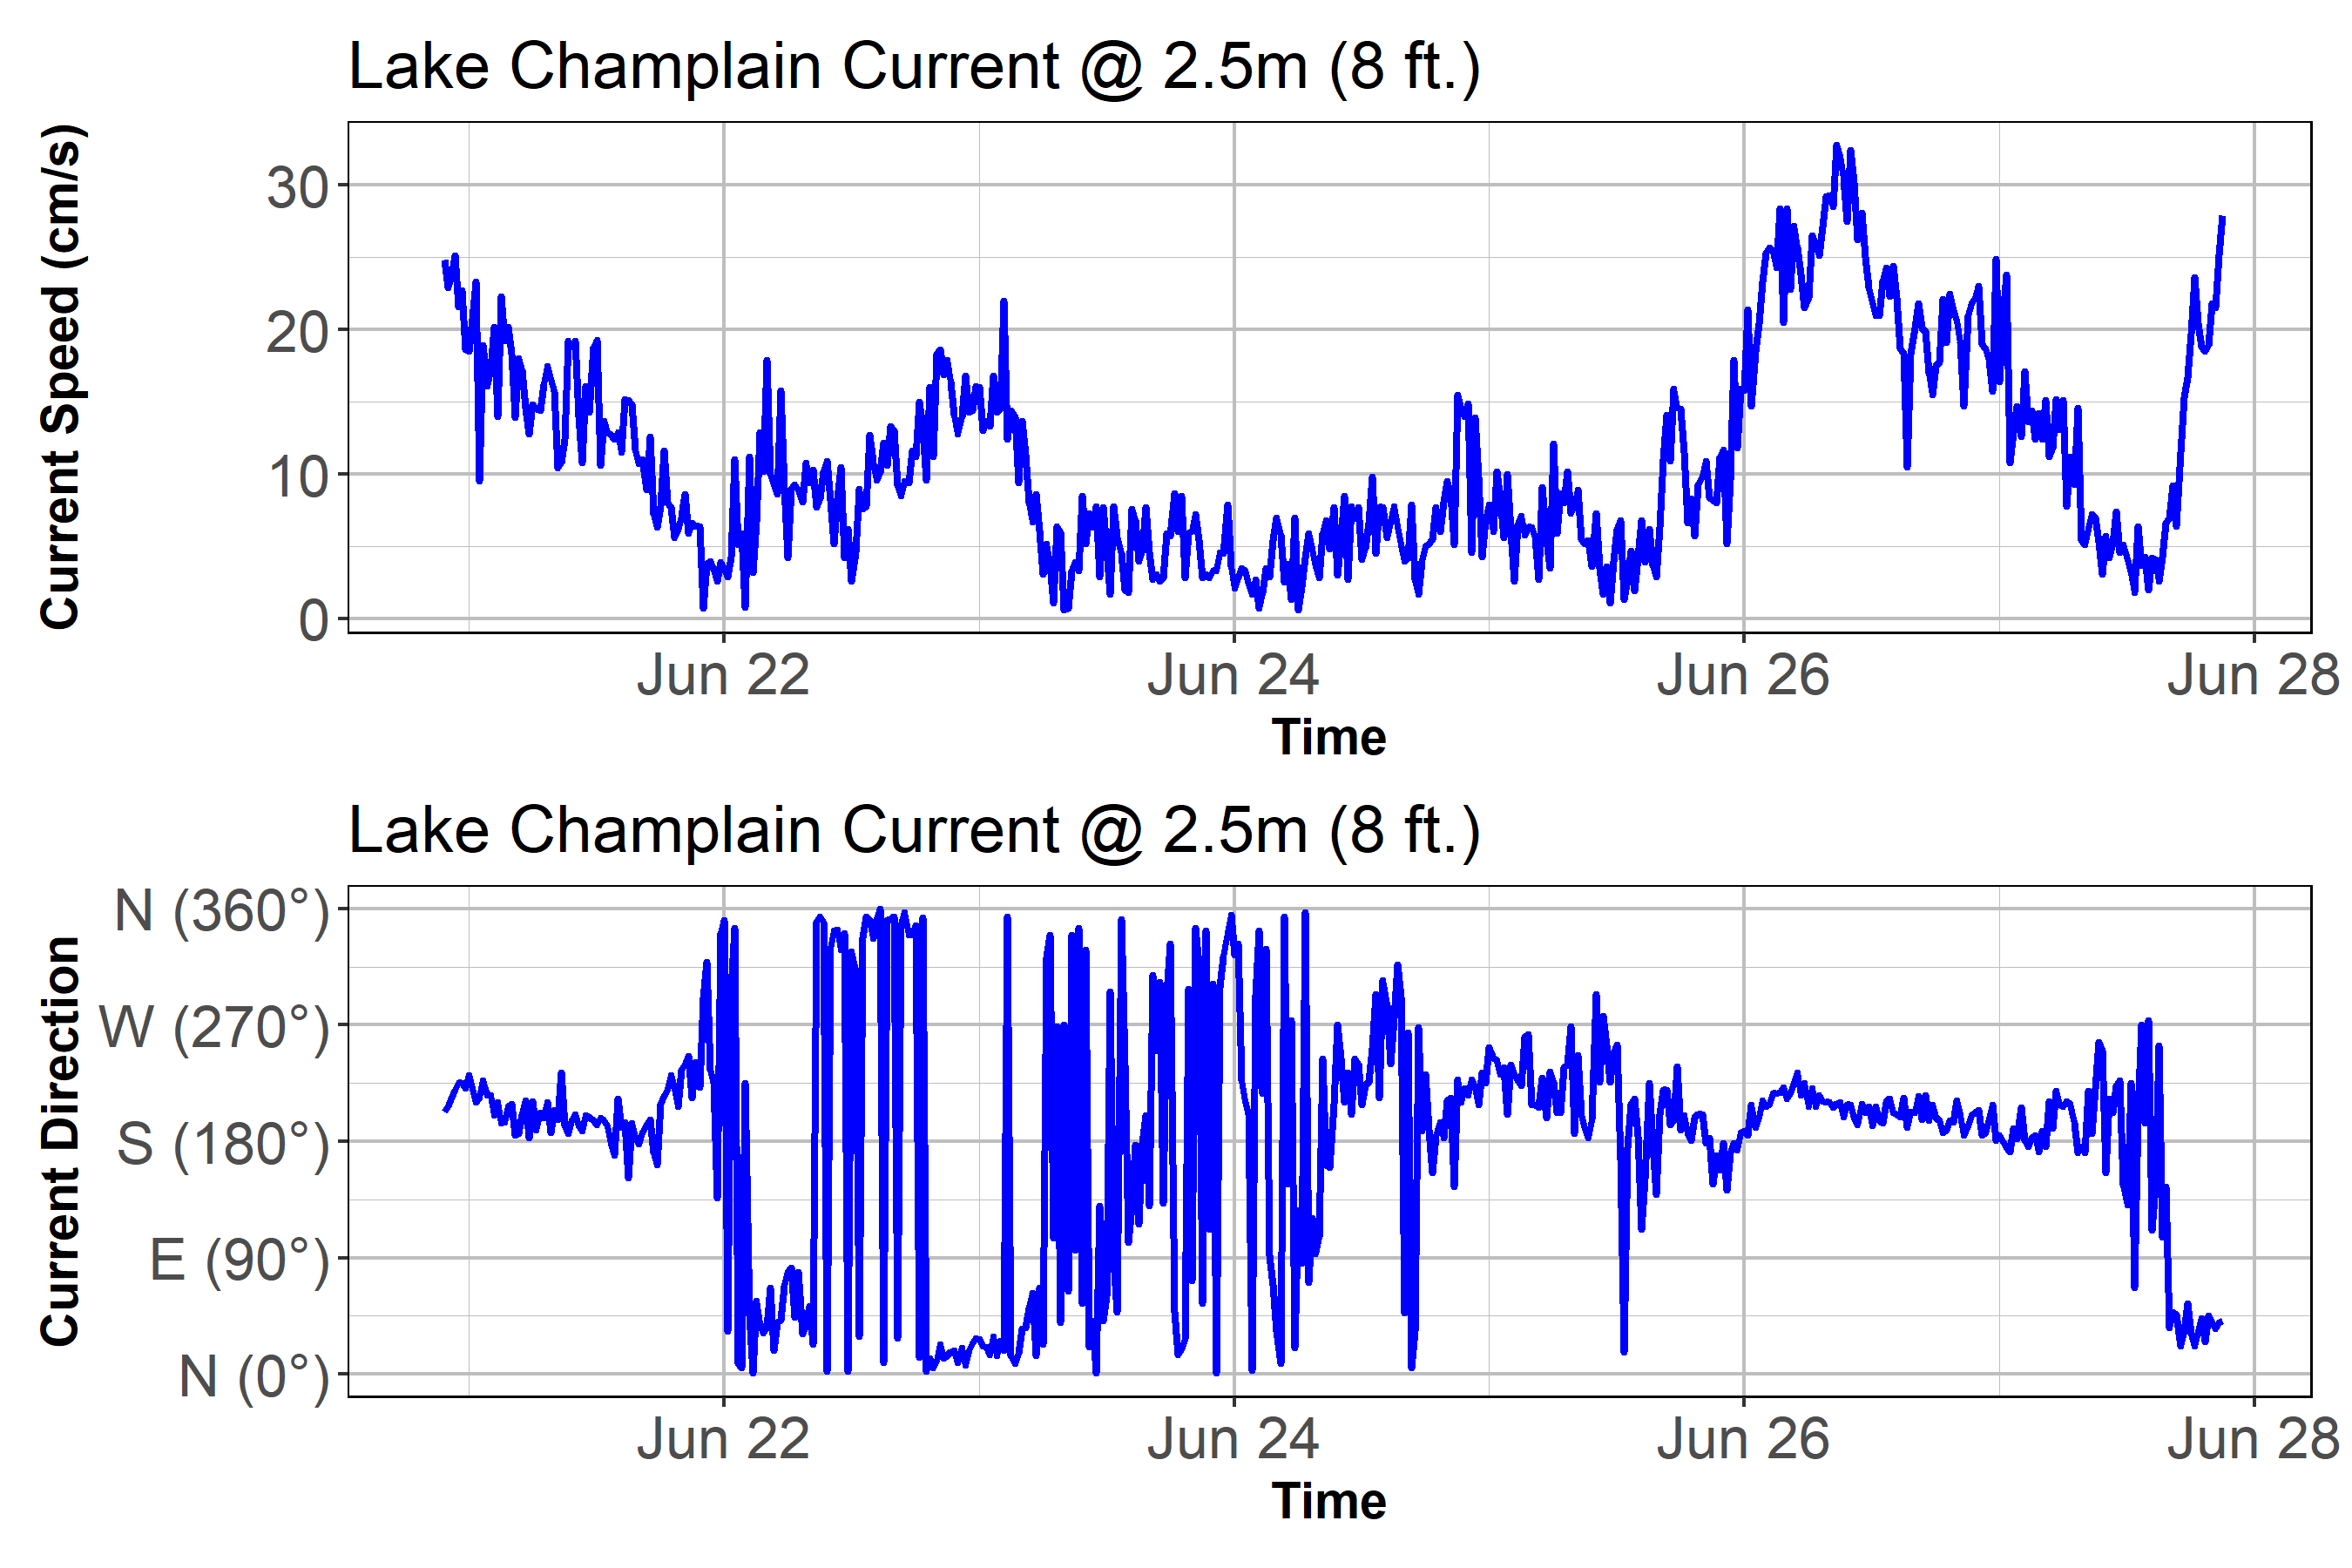 Lake Champlain Current @ 2.5m (8 ft.)
Current Speed (cm/s)
30
20
10
0
Jun 22 Jun 24 Jun 26 Jun 28
Time
Lake Champlain Current @ 2.5m (8 ft.)
Current Direction
N (360°)
W (270°)
S (180°)
E (90°)
N (0°)
Jun 22 Jun 24 Jun 26 Jun 28
Time